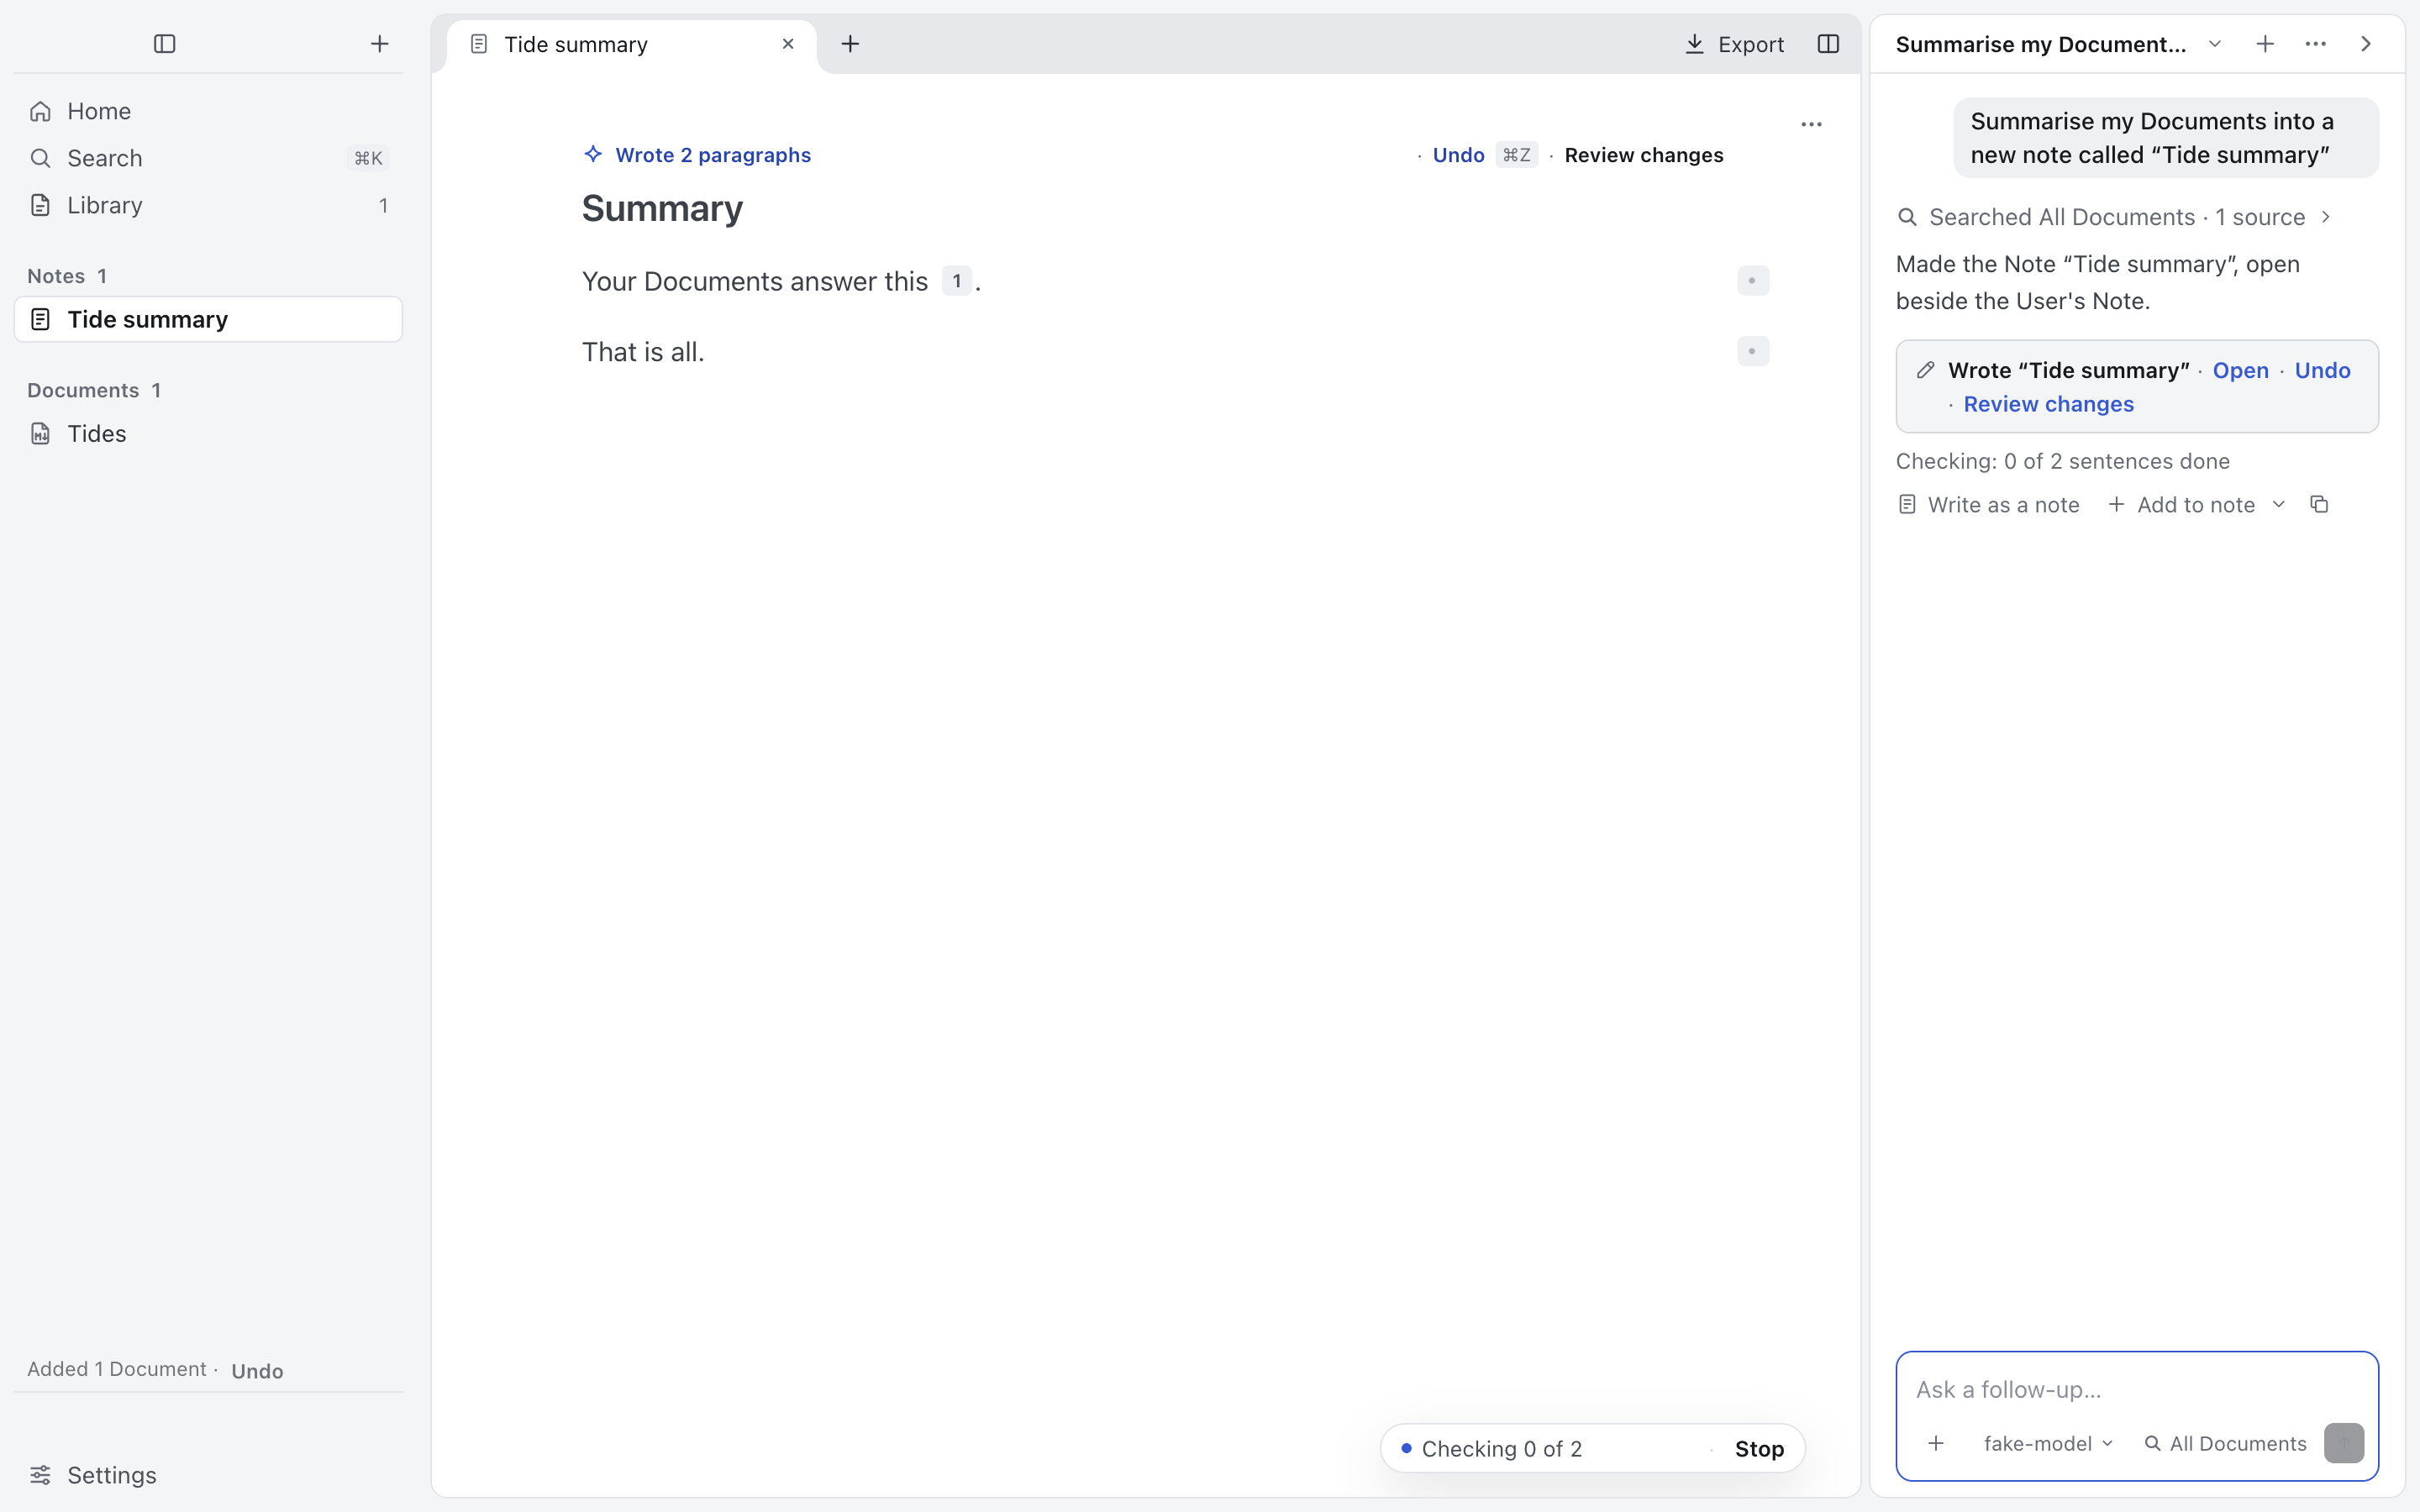 Home
Search ⌘K
Library 1
Notes 1
Tide summary
Documents 1
Tides
Added 1 Document · Undo
Settings
Tide summary
Export
Wrote 2 paragraphs · Undo ⌘Z · Review changes
Summary
Your Documents answer this 1.
That is all.
Checking 0 of 2 · Stop
Summarise my Document...
Summarise my Documents into a
new note called “Tide summary”
Searched All Documents · 1 source
Made the Note “Tide summary”, open
beside the User's Note.
Wrote “Tide summary” · Open · Undo
· Review changes
Checking: 0 of 2 sentences done
Write as a note + Add to note
Ask a follow-up...
fake-model All Documents